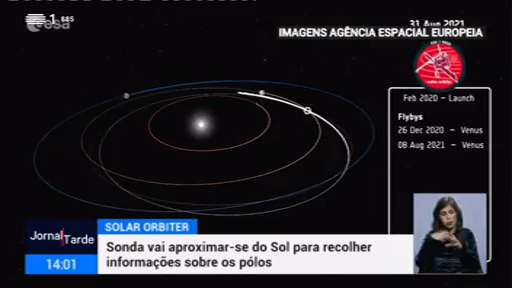 1
esa
31 Aug 2021
IMAGENS AGÊNCIA ESPACIAL EUROPEIA
Feb 2020 – Launch
Flybys
26 Dec 2020 – Venus
08 Aug 2021 – Venus
SOLAR ORBITER
Jornal Tarde
Sonda vai aproximar-se do Sol para recolher
informações sobre os pólos
14:01